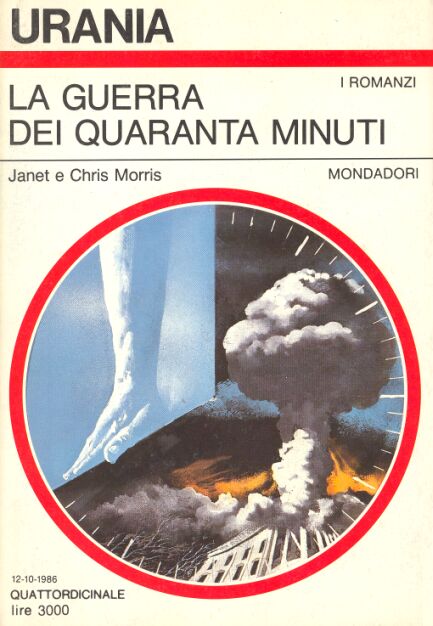 URANIA
I ROMANZI
LA GUERRA
DEI QUARANTA MINUTI
Janet e Chris Morris
MONDADORI
12-10-1986
QUATTORDICINALE
lire 3000